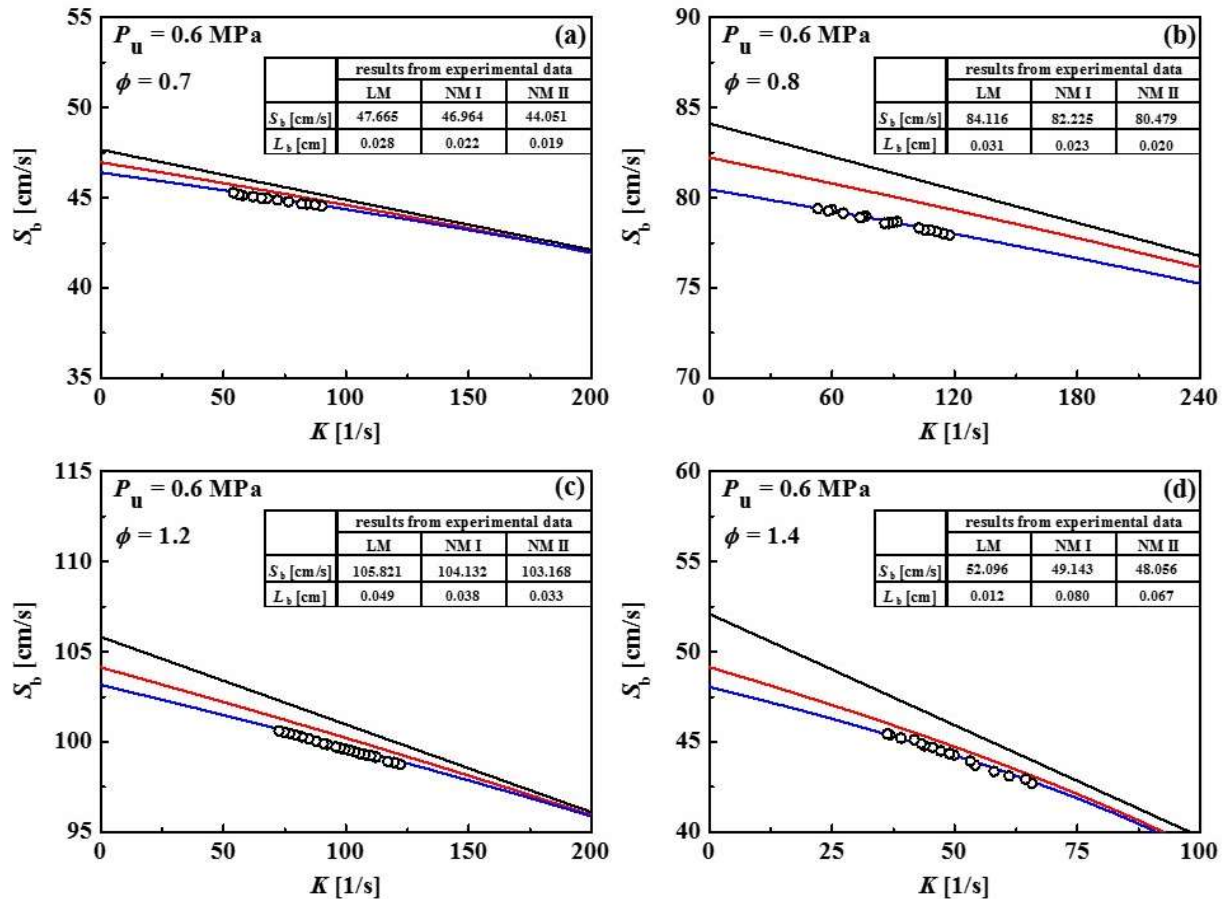 P_u = 0.6 MPa (a)
ϕ = 0.7
results from experimental data
LM NM I NM II
S_b [cm/s] 47.665 46.964 44.051
L_b [cm] 0.028 0.022 0.019
55
50
45
40
35
S_b [cm/s]
0 50 100 150 200
K [1/s]
P_u = 0.6 MPa (b)
ϕ = 0.8
results from experimental data
LM NM I NM II
S_b [cm/s] 84.116 82.225 80.479
L_b [cm] 0.031 0.023 0.020
90
85
80
75
70
S_b [cm/s]
0 60 120 180 240
K [1/s]
P_u = 0.6 MPa (c)
ϕ = 1.2
results from experimental data
LM NM I NM II
S_b [cm/s] 105.821 104.132 103.168
L_b [cm] 0.049 0.038 0.033
115
110
105
100
95
S_b [cm/s]
0 50 100 150 200
K [1/s]
P_u = 0.6 MPa (d)
ϕ = 1.4
results from experimental data
LM NM I NM II
S_b [cm/s] 52.096 49.143 48.056
L_b [cm] 0.012 0.080 0.067
60
55
50
45
40
S_b [cm/s]
0 25 50 75 100
K [1/s]